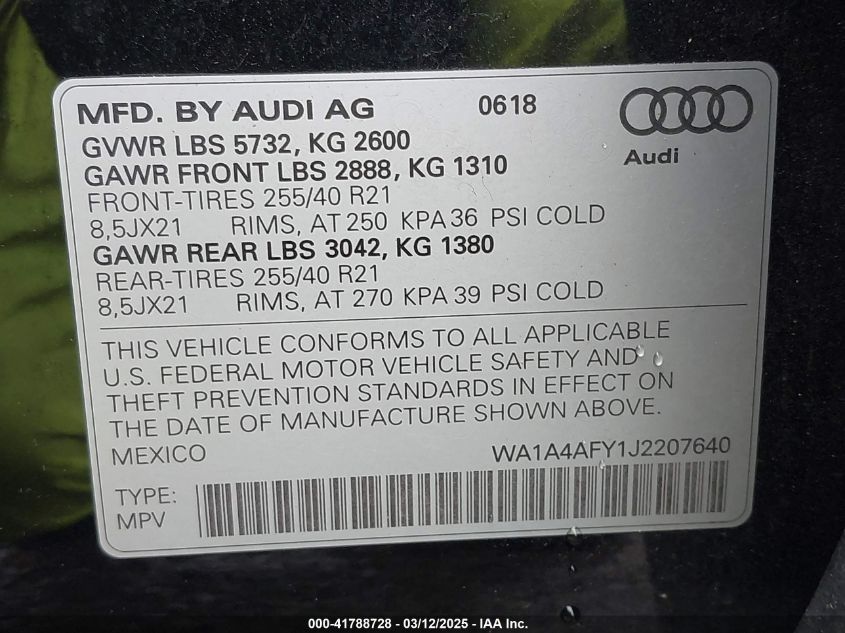 MFD. BY AUDI AG 0618
GVWR LBS 5732, KG 2600
Audi
GAWR FRONT LBS 2888, KG 1310
FRONT-TIRES 255/40 R21
8,5JX21 RIMS, AT 250 KPA 36 PSI COLD
GAWR REAR LBS 3042, KG 1380
REAR-TIRES 255/40 R21
8,5JX21 RIMS, AT 270 KPA 39 PSI COLD
THIS VEHICLE CONFORMS TO ALL APPLICABLE
U.S. FEDERAL MOTOR VEHICLE SAFETY AND
THEFT PREVENTION STANDARDS IN EFFECT ON
THE DATE OF MANUFACTURE SHOWN ABOVE.
MEXICO WA1A4AFY1J2207640
TYPE:
MPV
000-41788728 - 03/12/2025 - IAA Inc.